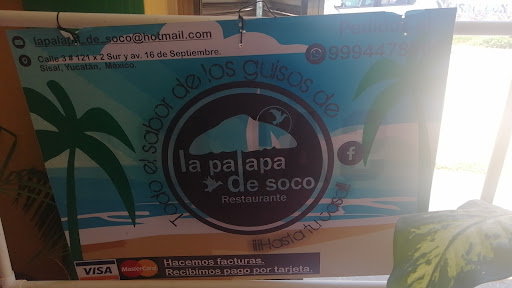 lapalapa_de_soco@hotmail.com
Calle 3 # 121 x 2 Sur y av. 16 de Septiembre.
Sisal, Yucatán, México.
Todo el sabor de los guisos de
la palapa
de soco
Restaurante
VISA
MasterCard
Hacemos facturas.
Recibimos pago por tarjeta.